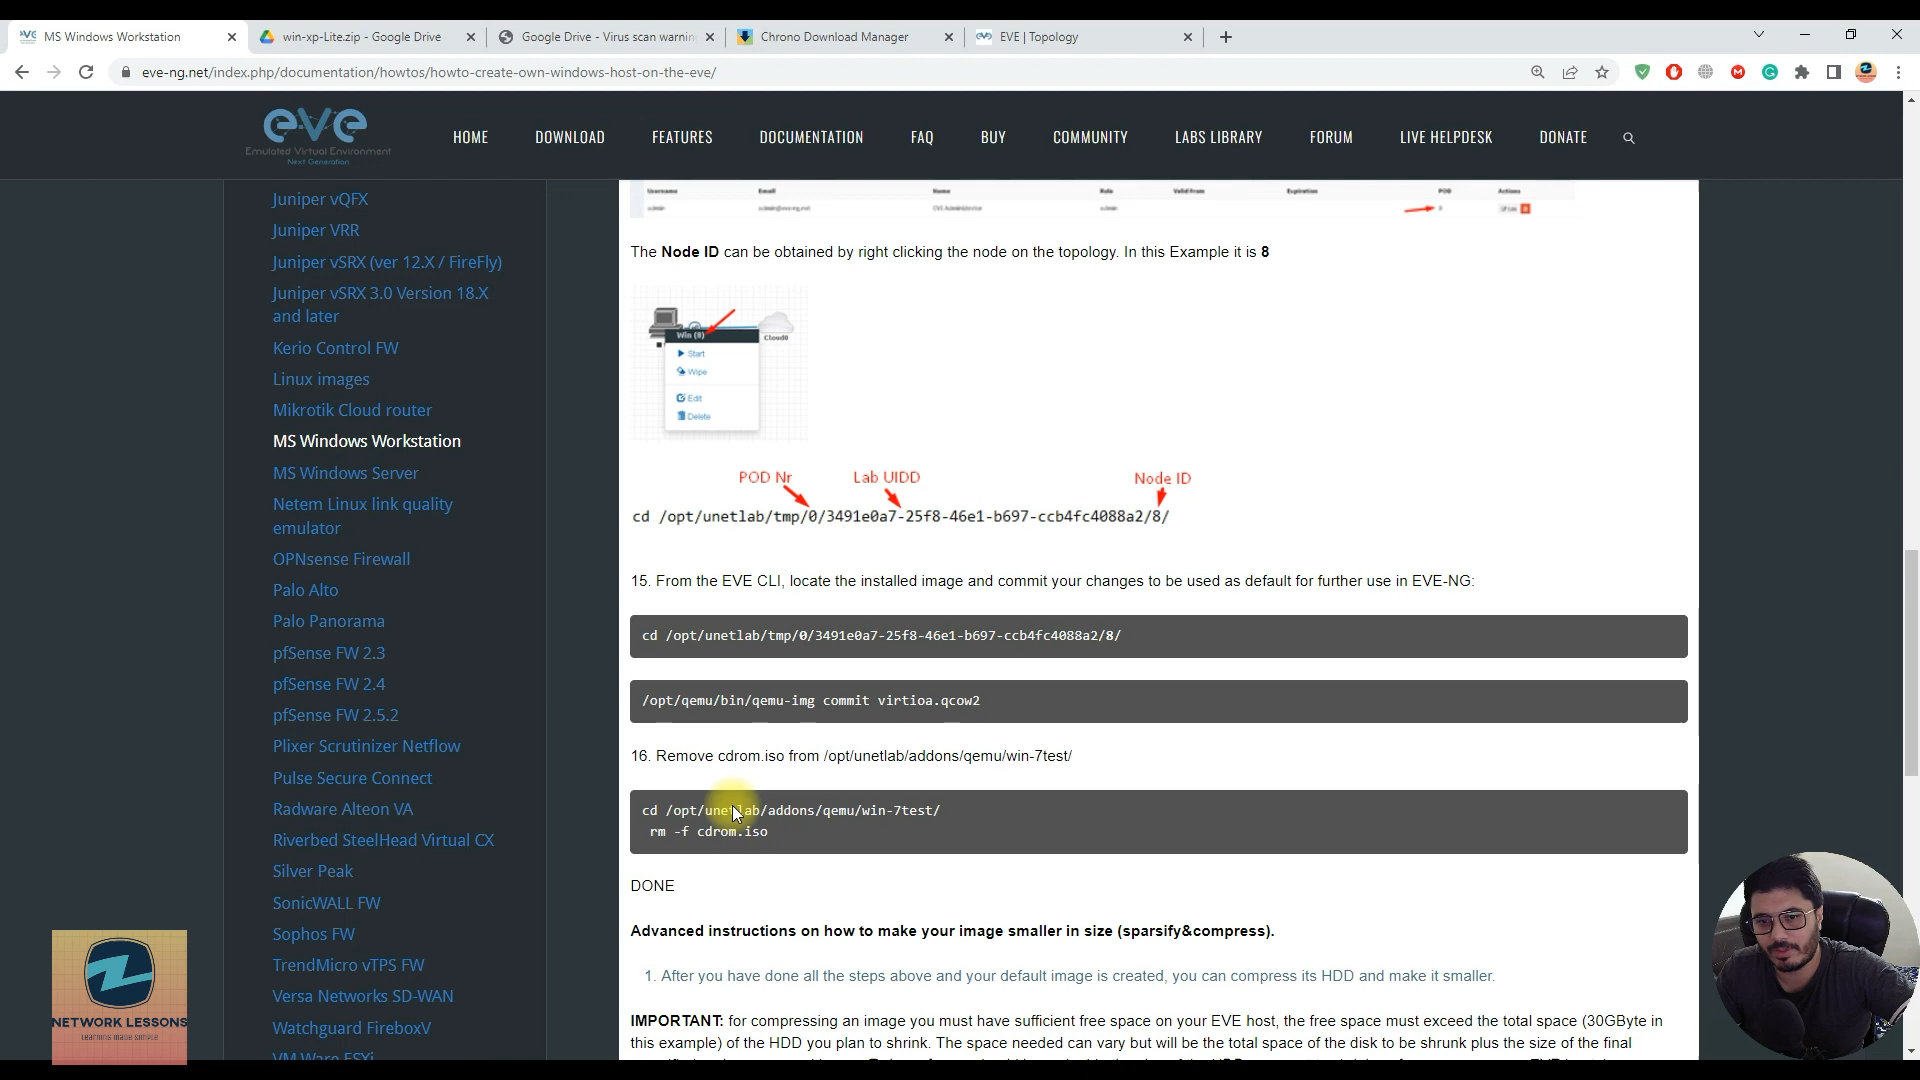 MS Windows Workstation
win-xp-Lite.zip - Google Drive
Google Drive - Virus scan warnin
Chrono Download Manager
EVE | Topology
eve-ng.net/index.php/documentation/howtos/howto-create-own-windows-host-on-the-eve/
eve
Emulated Virtual Environment
Next Generation
HOME
DOWNLOAD
FEATURES
DOCUMENTATION
FAQ
BUY
COMMUNITY
LABS LIBRARY
FORUM
LIVE HELPDESK
DONATE
Juniper vQFX
Juniper VRR
Juniper vSRX (ver 12.X / FireFly)
Juniper vSRX 3.0 Version 18.X
and later
Kerio Control FW
Linux images
Mikrotik Cloud router
MS Windows Workstation
MS Windows Server
Netem Linux link quality
emulator
OPNsense Firewall
Palo Alto
Palo Panorama
pfSense FW 2.3
pfSense FW 2.4
pfSense FW 2.5.2
Plixer Scrutinizer Netflow
Pulse Secure Connect
Radware Alteon VA
Riverbed SteelHead Virtual CX
Silver Peak
SonicWALL FW
Sophos FW
TrendMicro vTPS FW
Versa Networks SD-WAN
Watchguard FireboxV
VM Ware ESXi
Username Email Name Role Valid from Expiration POD Actions
admin
admin
0
The Node ID can be obtained by right clicking the node on the topology. In this Example it is 8
Win (8)
Cloud0
Start
Wipe
Edit
Delete
POD Nr Lab UIDD Node ID
cd /opt/unetlab/tmp/0/3491e0a7-25f8-46e1-b697-ccb4fc4088a2/8/
15. From the EVE CLI, locate the installed image and commit your changes to be used as default for further use in EVE-NG:
cd /opt/unetlab/tmp/0/3491e0a7-25f8-46e1-b697-ccb4fc4088a2/8/
/opt/qemu/bin/qemu-img commit virtioa.qcow2
16. Remove cdrom.iso from /opt/unetlab/addons/qemu/win-7test/
cd /opt/unetlab/addons/qemu/win-7test/
rm -f cdrom.iso
DONE
Advanced instructions on how to make your image smaller in size (sparsify&compress).
1. After you have done all the steps above and your default image is created, you can compress its HDD and make it smaller.
IMPORTANT: for compressing an image you must have sufficient free space on your EVE host, the free space must exceed the total space (30GByte in
this example) of the HDD you plan to shrink. The space needed can vary but will be the total space of the disk to be shrunk plus the size of the final
NETWORK LESSONS
learning made simple